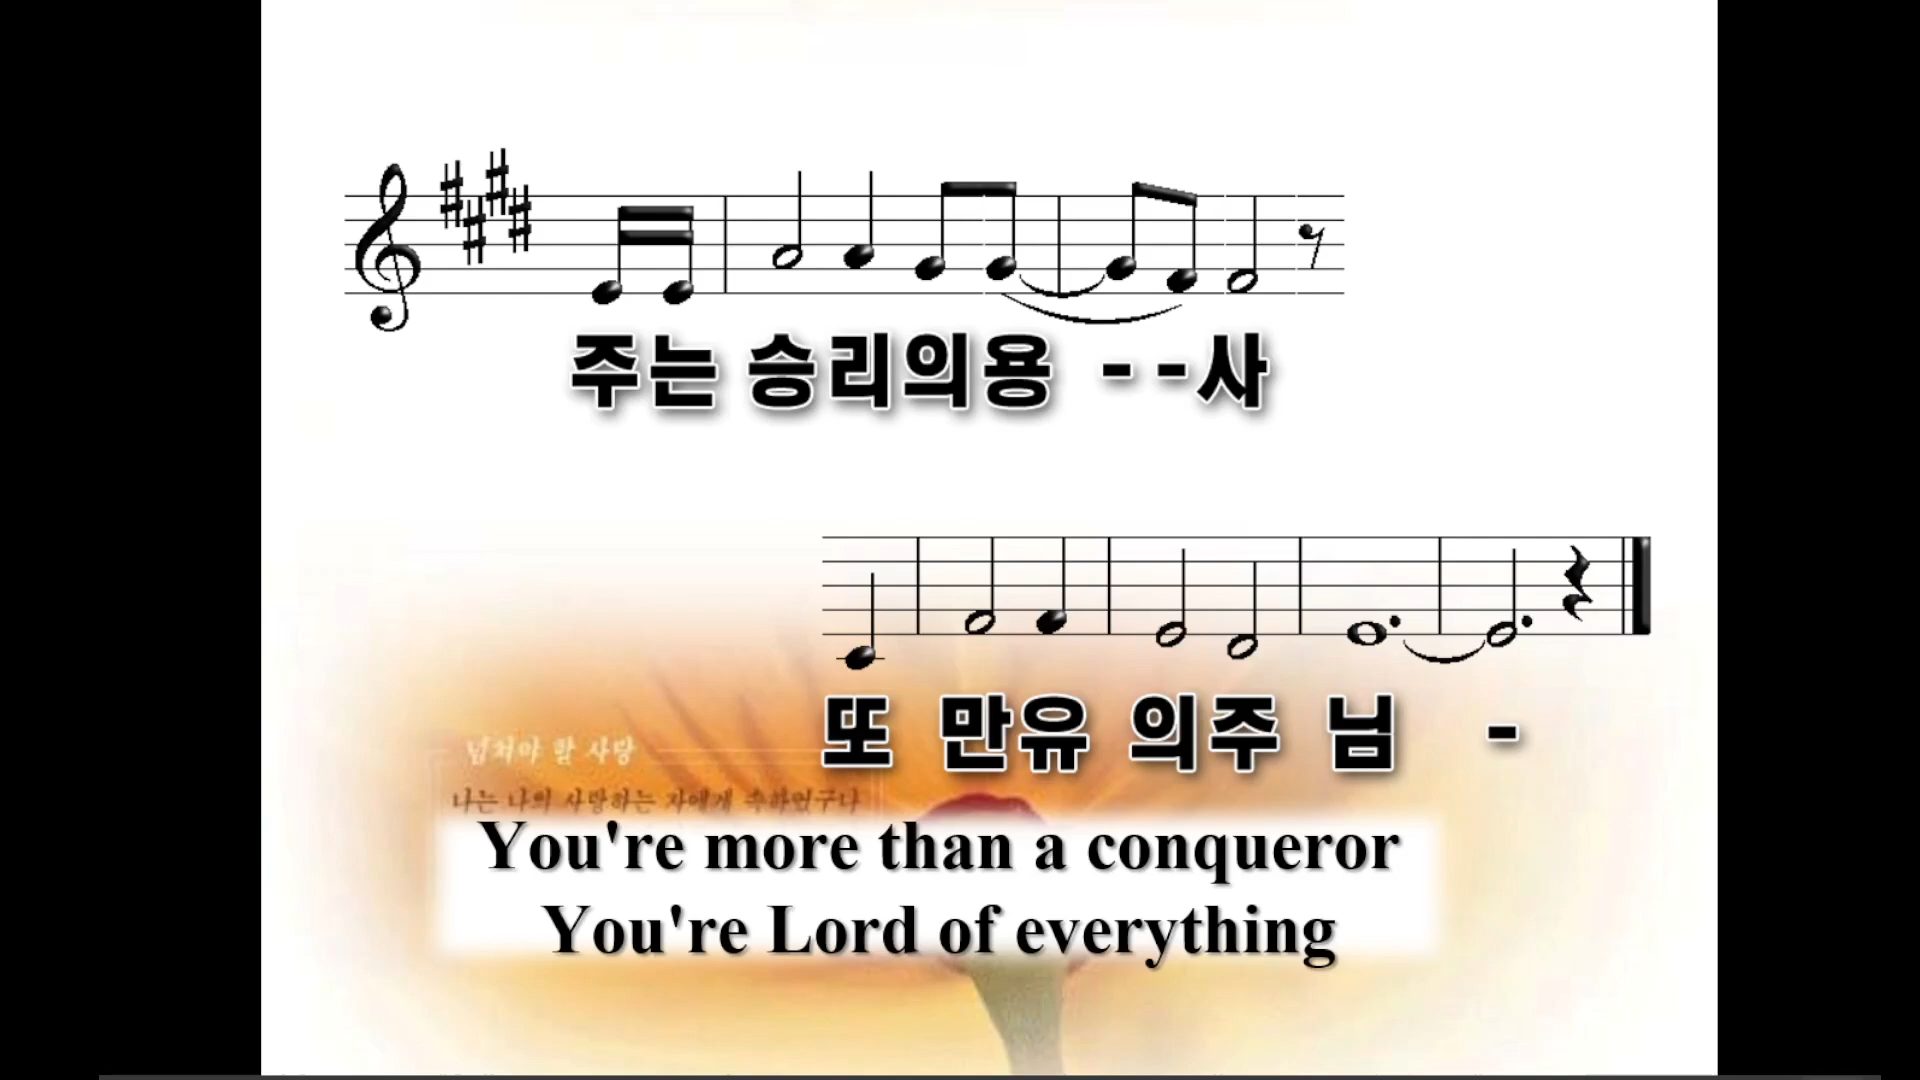 주는 승리의용 - -사
또 만유 의주 님 -
넘쳐야 할 사랑
나는 나의 사랑하는 자에게 속하였구나
You're more than a conqueror
You're Lord of everything